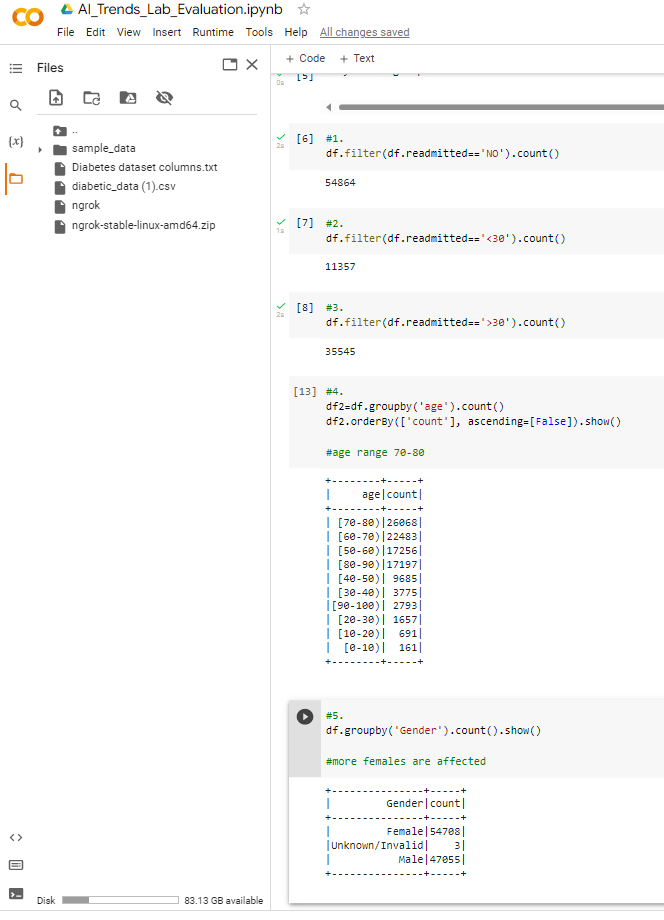 AI_Trends_Lab_Evaluation.ipynb
File Edit View Insert Runtime Tools Help All changes saved
Files
+ Code + Text
..
sample_data
Diabetes dataset columns.txt
diabetic_data (1).csv
ngrok
ngrok-stable-linux-amd64.zip
{x}
<>
Disk 83.13 GB available
[5]
0s
[6] #1.
2s
df.filter(df.readmitted=='NO').count()
54864
[7] #2.
1s
df.filter(df.readmitted=='<30').count()
11357
[8] #3.
2s
df.filter(df.readmitted=='>30').count()
35545
[13] #4.
df2=df.groupby('age').count()
df2.orderBy(['count'], ascending=[False]).show()
#age range 70-80
+--------+-----+
|     age|count|
+--------+-----+
| [70-80)|26068|
| [60-70)|22483|
| [50-60)|17256|
| [80-90)|17197|
| [40-50)| 9685|
| [30-40)| 3775|
|[90-100)| 2793|
| [20-30)| 1657|
| [10-20)|  691|
|  [0-10)|  161|
+--------+-----+
#5.
df.groupby('Gender').count().show()
#more females are affected
+---------------+-----+
|         Gender|count|
+---------------+-----+
|         Female|54708|
|Unknown/Invalid|    3|
|           Male|47055|
+---------------+-----+